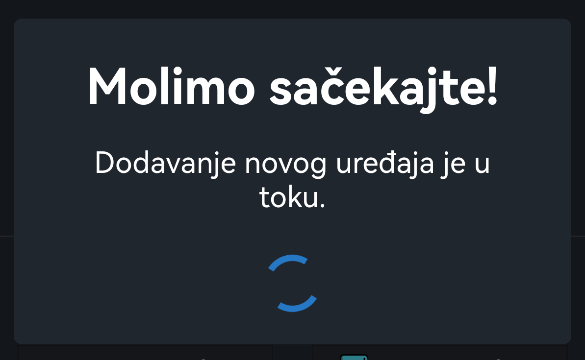 Molimo sačekajte!
Dodavanje novog uređaja je u
toku.